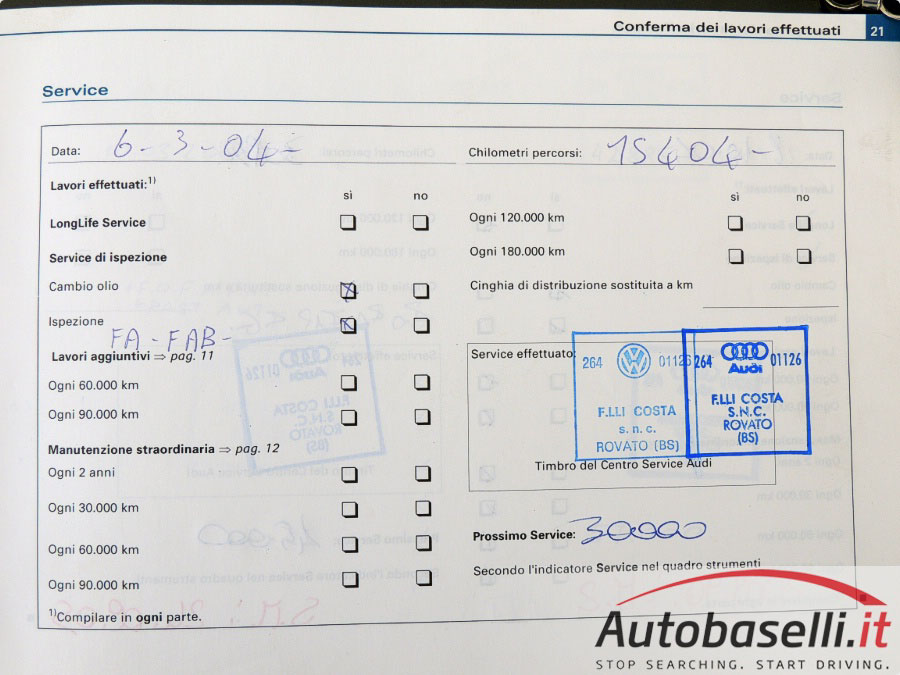 Conferma dei lavori effettuati 21
Service
Data: 6-3-04-
Chilometri percorsi: 15404-
Lavori effettuati:1)
sì no
LongLife Service
Service di ispezione
Cambio olio
Ispezione
FA - FAB -
Lavori aggiuntivi ⇒ pag. 11
Ogni 60.000 km
Ogni 90.000 km
Manutenzione straordinaria ⇒ pag. 12
Ogni 2 anni
Ogni 30.000 km
Ogni 60.000 km
Ogni 90.000 km
1)Compilare in ogni parte.
sì no
Ogni 120.000 km
Ogni 180.000 km
Cinghia di distribuzione sostituita a km
Service effettuato:
264 01126
F.LLI COSTA
s. n. c.
ROVATO (BS)
264 01126
Audi
F.LLI COSTA
S.N.C.
ROVATO
(BS)
Timbro del Centro Service Audi
Prossimo Service: 30000
Secondo l'indicatore Service nel quadro strumenti
Autobaselli.it
STOP SEARCHING. START DRIVING.